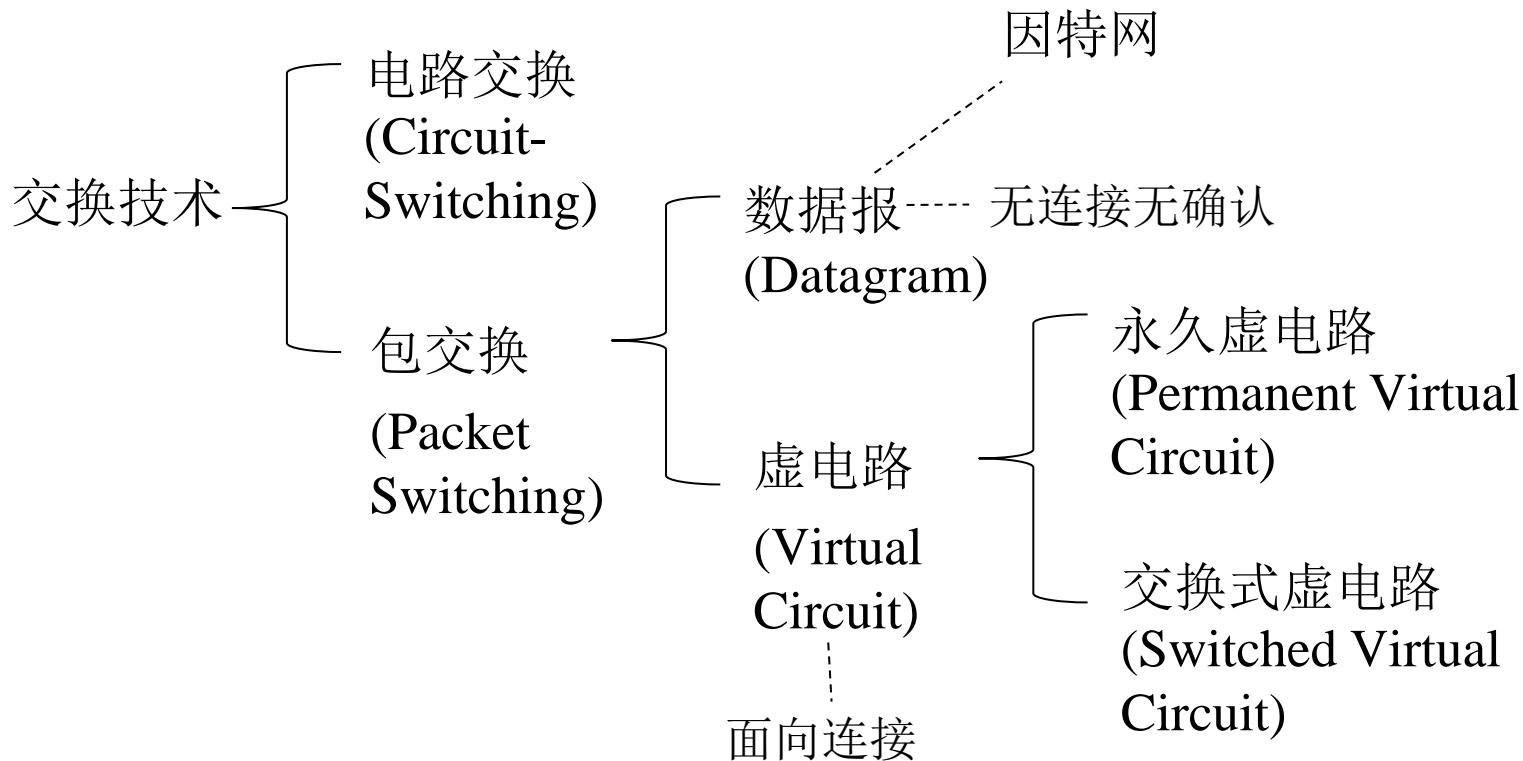 因特网
电路交换
(Circuit-
Switching)
交换技术
数据报
无连接无确认
(Datagram)
包交换
(Packet
Switching)
永久虚电路
(Permanent Virtual
Circuit)
虚电路
(Virtual
Circuit)
交换式虚电路
(Switched Virtual
Circuit)
面向连接